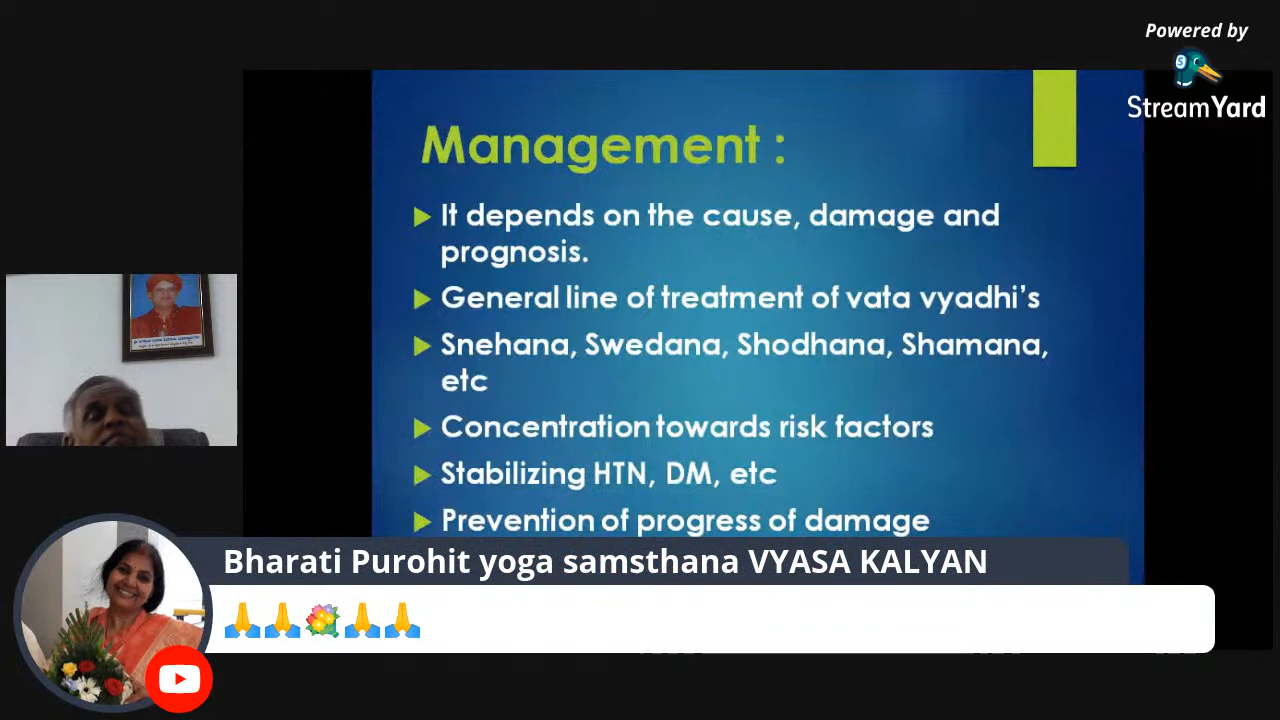 Powered by
StreamYard
Management :
It depends on the cause, damage and
prognosis.
General line of treatment of vata vyadhi's
Snehana, Swedana, Shodhana, Shamana,
etc
Concentration towards risk factors
Stabilizing HTN, DM, etc
Prevention of progress of damage
Bharati Purohit yoga samsthana VYASA KALYAN
🙏🙏💐🙏🙏